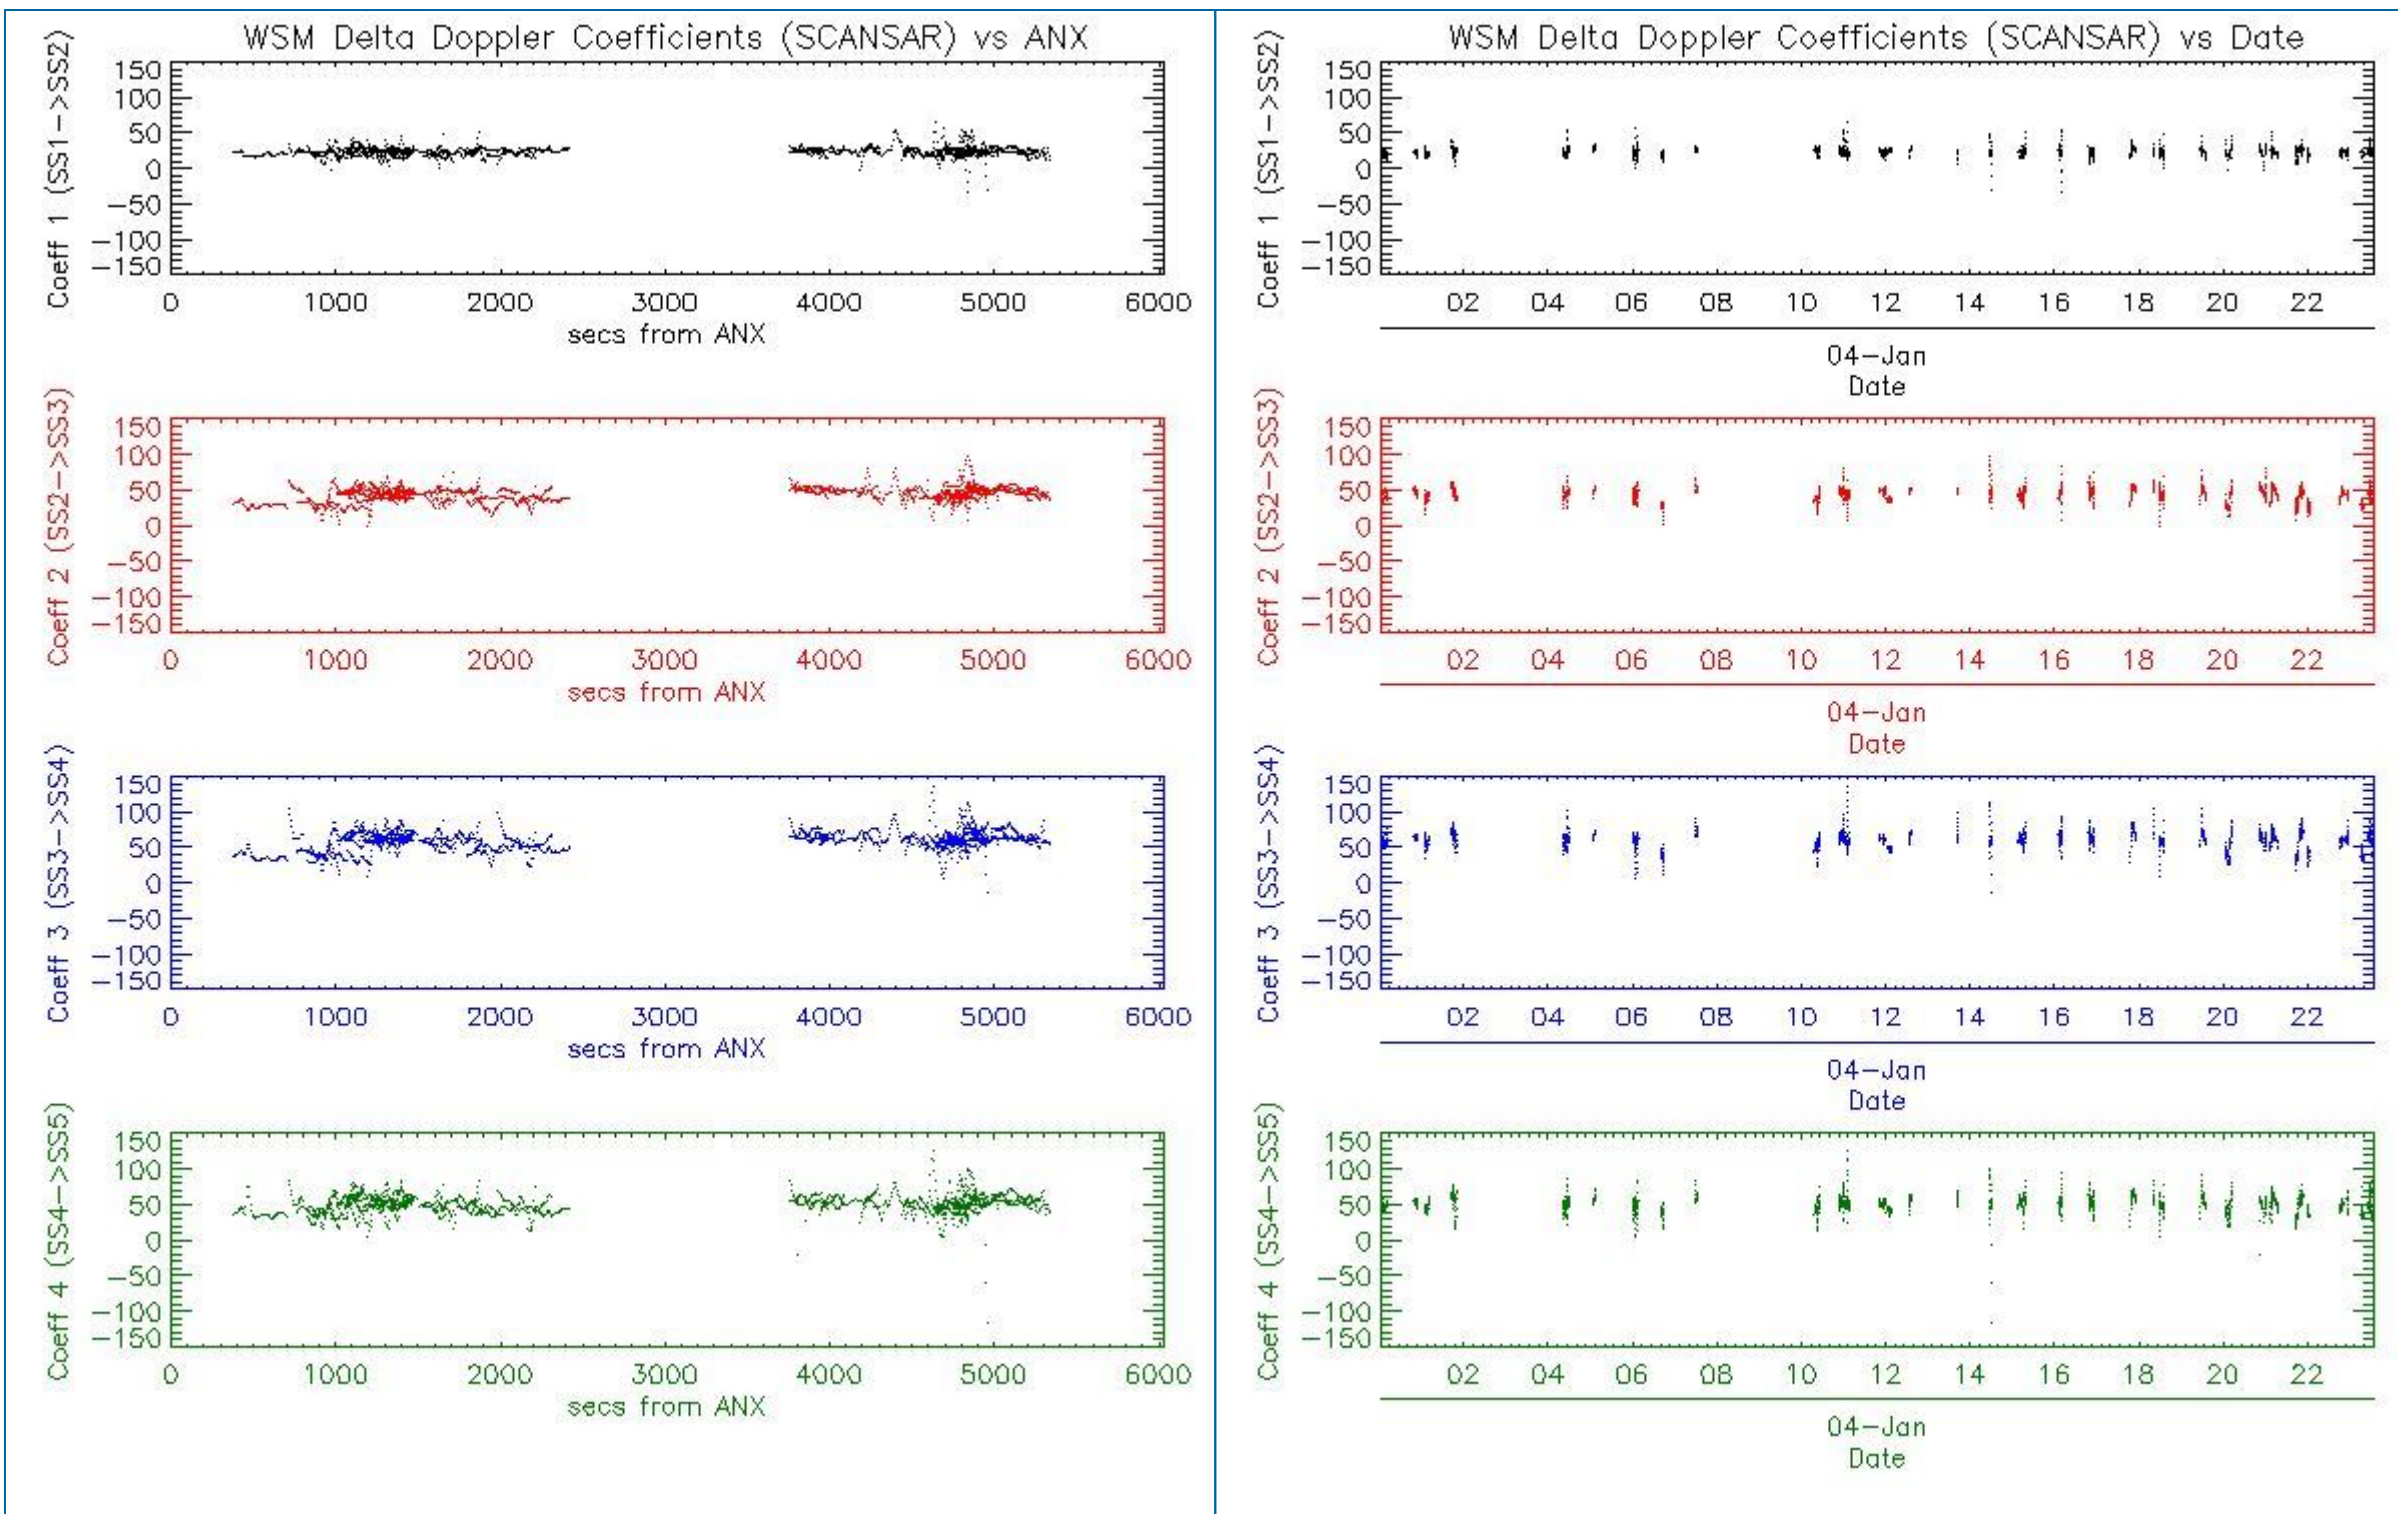 WSM Delta Doppler Coefficients (SCANSAR) vs ANX
Coeff 1 (SS1->SS2)
150
100
50
0
-50
-100
-150
0 1000 2000 3000 4000 5000 6000
secs from ANX
Coeff 2 (SS2->SS3)
150
100
50
0
-50
-100
-150
0 1000 2000 3000 4000 5000 6000
secs from ANX
Coeff 3 (SS3->SS4)
150
100
50
0
-50
-100
-150
0 1000 2000 3000 4000 5000 6000
secs from ANX
Coeff 4 (SS4->SS5)
150
100
50
0
-50
-100
-150
0 1000 2000 3000 4000 5000 6000
secs from ANX
WSM Delta Doppler Coefficients (SCANSAR) vs Date
Coeff 1 (SS1->SS2)
150
100
50
0
-50
-100
-150
02 04 06 08 10 12 14 16 18 20 22
04-Jan
Date
Coeff 2 (SS2->SS3)
150
100
50
0
-50
-100
-150
02 04 06 08 10 12 14 16 18 20 22
04-Jan
Date
Coeff 3 (SS3->SS4)
150
100
50
0
-50
-100
-150
02 04 06 08 10 12 14 16 18 20 22
04-Jan
Date
Coeff 4 (SS4->SS5)
150
100
50
0
-50
-100
-150
02 04 06 08 10 12 14 16 18 20 22
04-Jan
Date